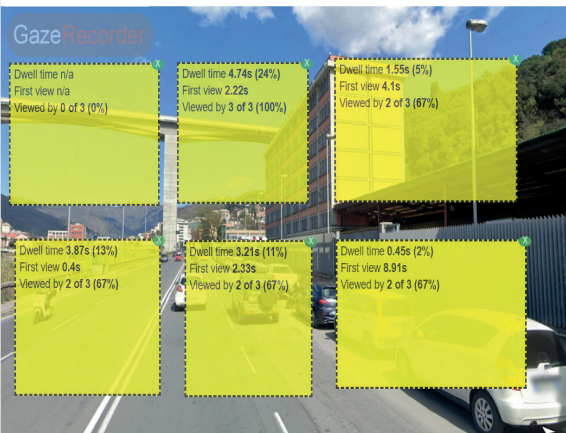 GazeRecorder
Dwell time n/a
First view n/a
Viewed by 0 of 3 (0%)
Dwell time 4.74s (24%)
First view 2.22s
Viewed by 3 of 3 (100%)
Dwell time 1.55s (5%)
First view 4.1s
Viewed by 2 of 3 (67%)
Dwell time 3.87s (13%)
First view 0.4s
Viewed by 2 of 3 (67%)
Dwell time 3.21s (11%)
First view 2.33s
Viewed by 2 of 3 (67%)
Dwell time 0.45s (2%)
First view 8.91s
Viewed by 2 of 3 (67%)